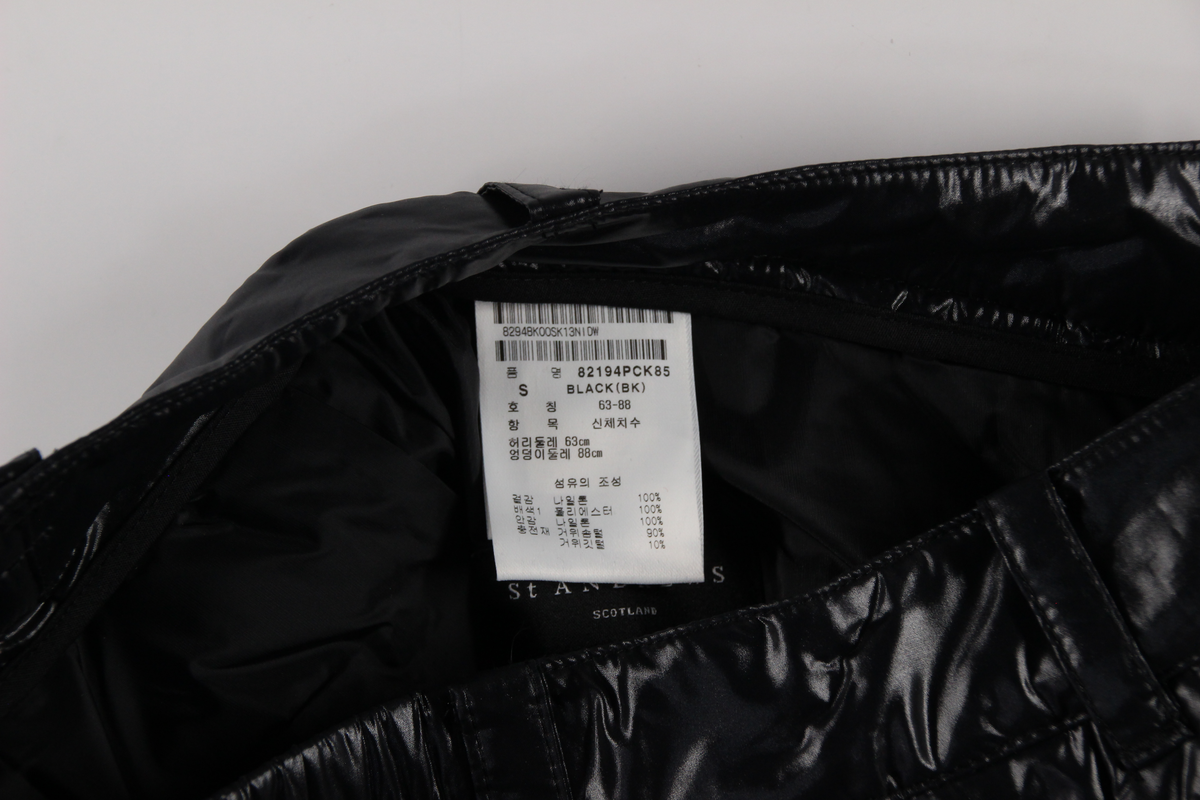 8294BK00SK13NIDW
품 명 82194PCK85
S BLACK(BK)
호 칭 63-88
항 목 신체치수
허리둘레 63cm
엉덩이둘레 88cm
섬유의 조성
겉감 나일론 100%
배색1 폴리에스터 100%
안감 나일론 100%
충전재 거위솜털 90%
거위깃털 10%
St ANDREWS
SCOTLAND